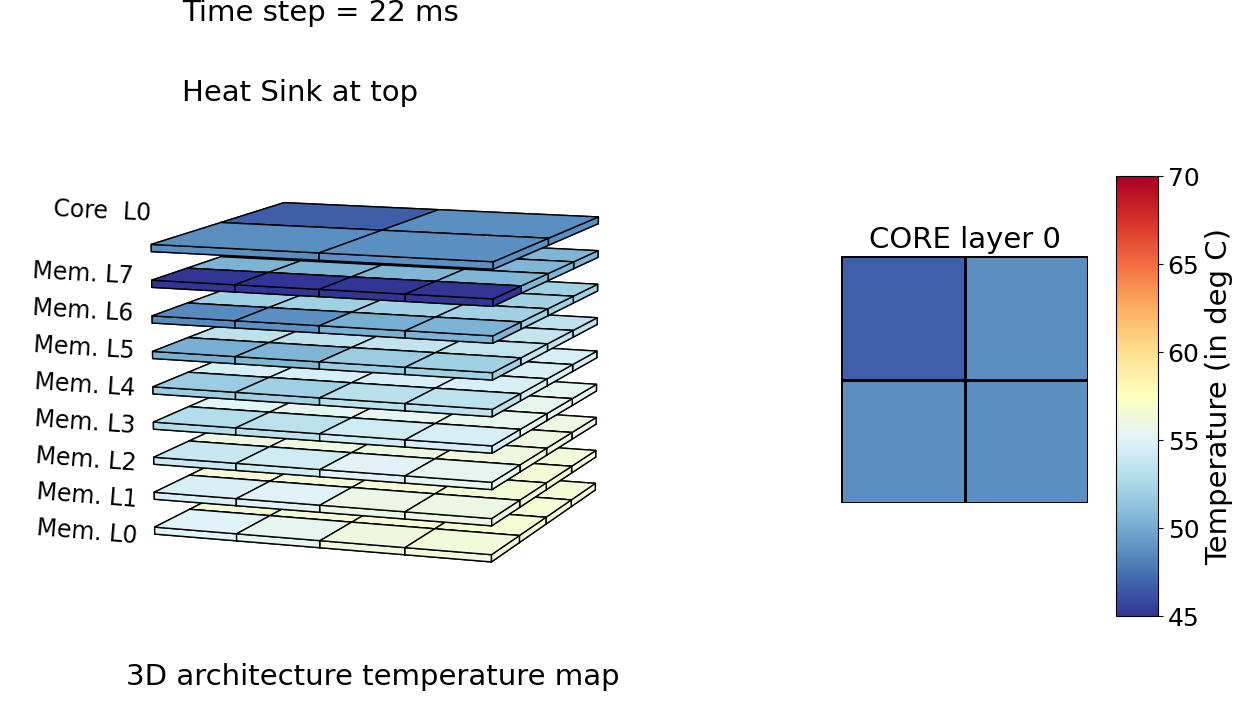 Time step = 22 ms
Heat Sink at top
Core  L0
Mem. L7
Mem. L6
Mem. L5
Mem. L4
Mem. L3
Mem. L2
Mem. L1
Mem. L0
3D architecture temperature map
CORE layer 0
70
65
60
55
50
45
Temperature (in deg C)